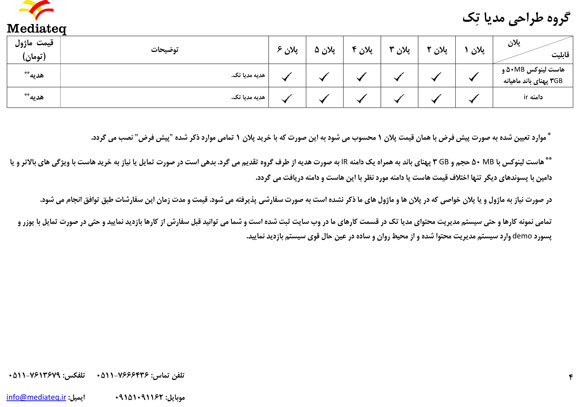 گروه طراحی مدیا تِک
Mediateq
پلان
قابلیت
پلان ۱
پلان ۲
پلان ۳
پلان ۴
پلان ۵
پلان ۶
توضیحات
قیمت ماژول
(تومان)
هاست لینوکس ۵۰MB و
۳GB پهنای باند ماهیانه
هدیه مدیا تک.
هدیه**
دامنه ir
هدیه مدیا تک.
هدیه**
* موارد تعیین شده به صورت پیش فرض با همان قیمت پلان ۱ محسوب می شود به این صورت که با خرید پلان ۱ تمامی موارد ذکر شده "پیش فرض" نصب می گردد.
** هاست لینوکس با ۵۰ MB حجم و ۳ GB پهنای باند به همراه یک دامنه IR به صورت هدیه از طرف گروه تقدیم می گرد. بدهی است در صورت تمایل یا نیاز به خرید هاست با ویژگی های بالاتر و یا
دامین با پسوندهای دیگر تنها اختلاف قیمت هاست یا دامنه مورد نظر با این هاست و دامنه دریافت می گردد.
در صورت نیاز به ماژول و یا پلان خواصی که در پلان ها و ماژول های ما ذکر نشده است به صورت سفارشی پذیرفته می شود. قیمت و مدت زمان این سفارشات طبق توافق انجام می شود.
تمامی نمونه کارها و حتی سیستم مدیریت محتوای مدیا تک در قسمت کارهای ما در وب سایت ثبت شده است و شما می توانید قبل سفارش از کارها بازدید نمایید و حتی در صورت تمایل با یوزر و
پسورد demo وارد سیستم مدیریت محتوا شده و از محیط روان و ساده در عین حال قوی سیستم بازدید نمایید.
۴
تلفن تماس: ۷۶۶۶۴۳۶-۰۵۱۱
تلفکس: ۷۶۱۳۶۷۹-۰۵۱۱
موبایل: ۰۹۱۵۱۰۹۱۱۶۲
ایمیل: info@mediateq.ir